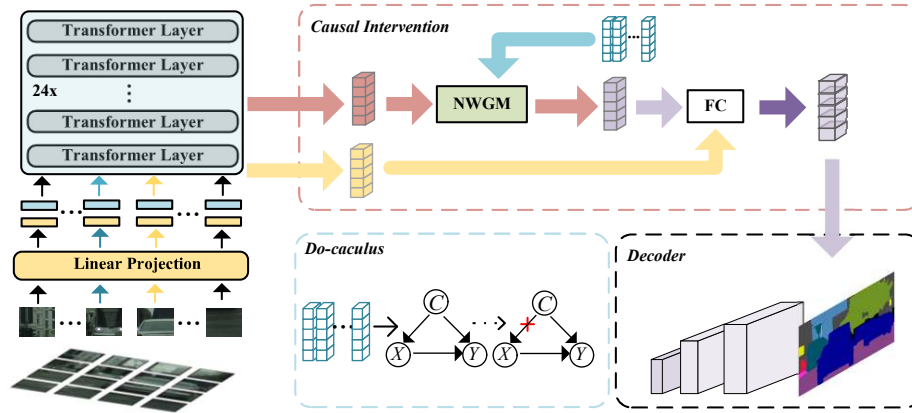 Transformer Layer
Transformer Layer
24x
Transformer Layer
Transformer Layer
Linear Projection
Causal Intervention
NWGM
FC
Do-caculus
C
X
Y
C
X
Y
Decoder